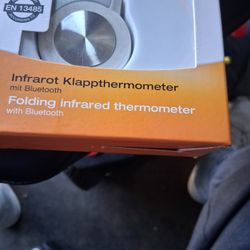 EN 13485
Infrarot Klappthermometer
mit Bluetooth
Folding infrared thermometer
with Bluetooth